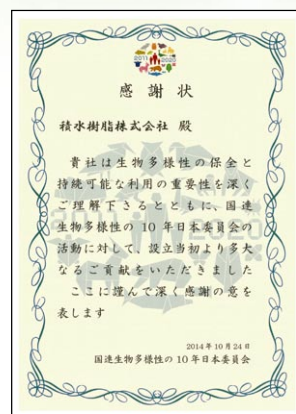 感謝状
積水樹脂株式会社 殿
貴社は生物多様性の保全と
持続可能な利用の重要性を深く
ご理解下さるとともに、国連
生物多様性の10年日本委員会の
活動に対して、設立当初より多大
なるご貢献をいただきました
ここに謹んで深く感謝の意を
表します
2014年10月24日
国連生物多様性の10年日本委員会